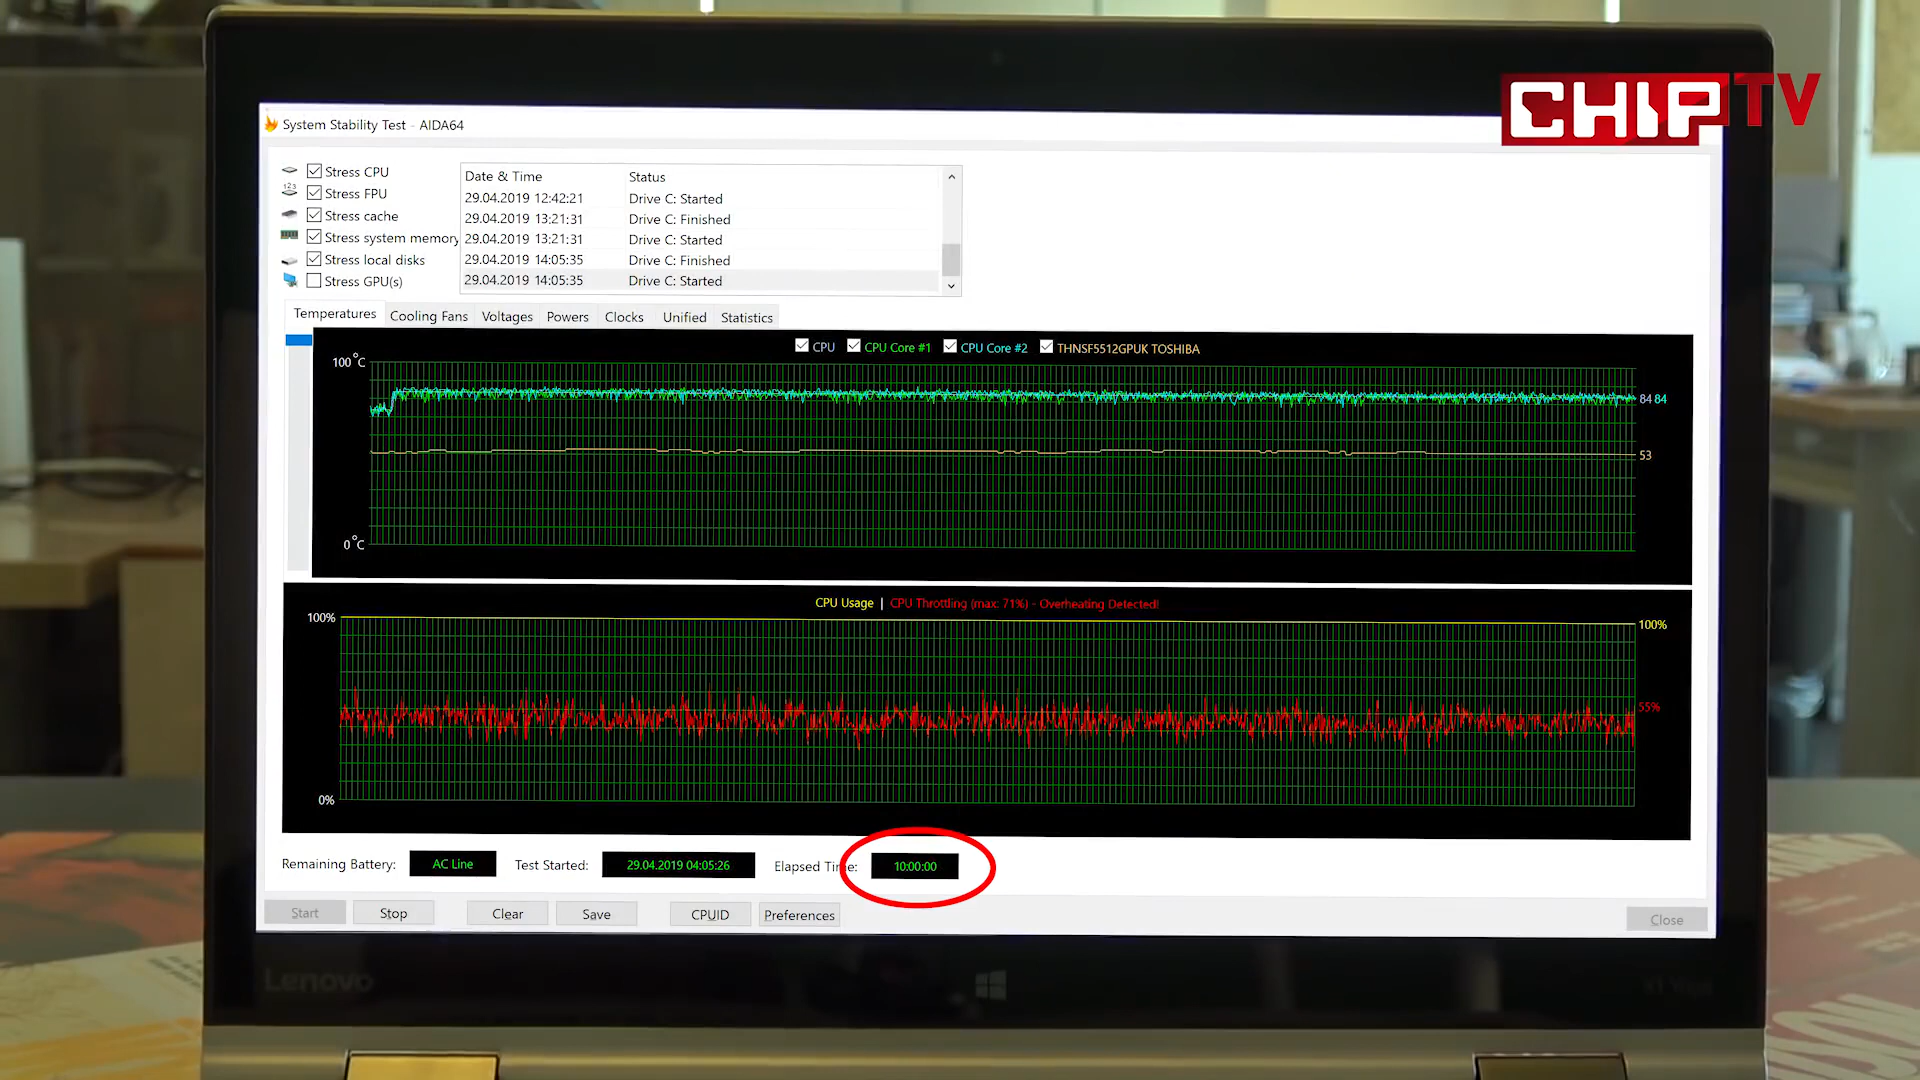 CHIP TV
System Stability Test - AIDA64
Stress CPU
Stress FPU
Stress cache
Stress system memory
Stress local disks
Stress GPU(s)
Date & Time Status
29.04.2019 12:42:21 Drive C: Started
29.04.2019 13:21:31 Drive C: Finished
29.04.2019 13:21:31 Drive C: Started
29.04.2019 14:05:35 Drive C: Finished
29.04.2019 14:05:35 Drive C: Started
Temperatures Cooling Fans Voltages Powers Clocks Unified Statistics
CPU CPU Core #1 CPU Core #2 THNSF5512GPUK TOSHIBA
100°C
84 84
53
0°C
CPU Usage | CPU Throttling (max: 71%) - Overheating Detected!
100% 100%
55%
0%
Remaining Battery: AC Line Test Started: 29.04.2019 04:05:26 Elapsed Time: 10:00:00
Start Stop Clear Save CPUID Preferences Close
Lenovo